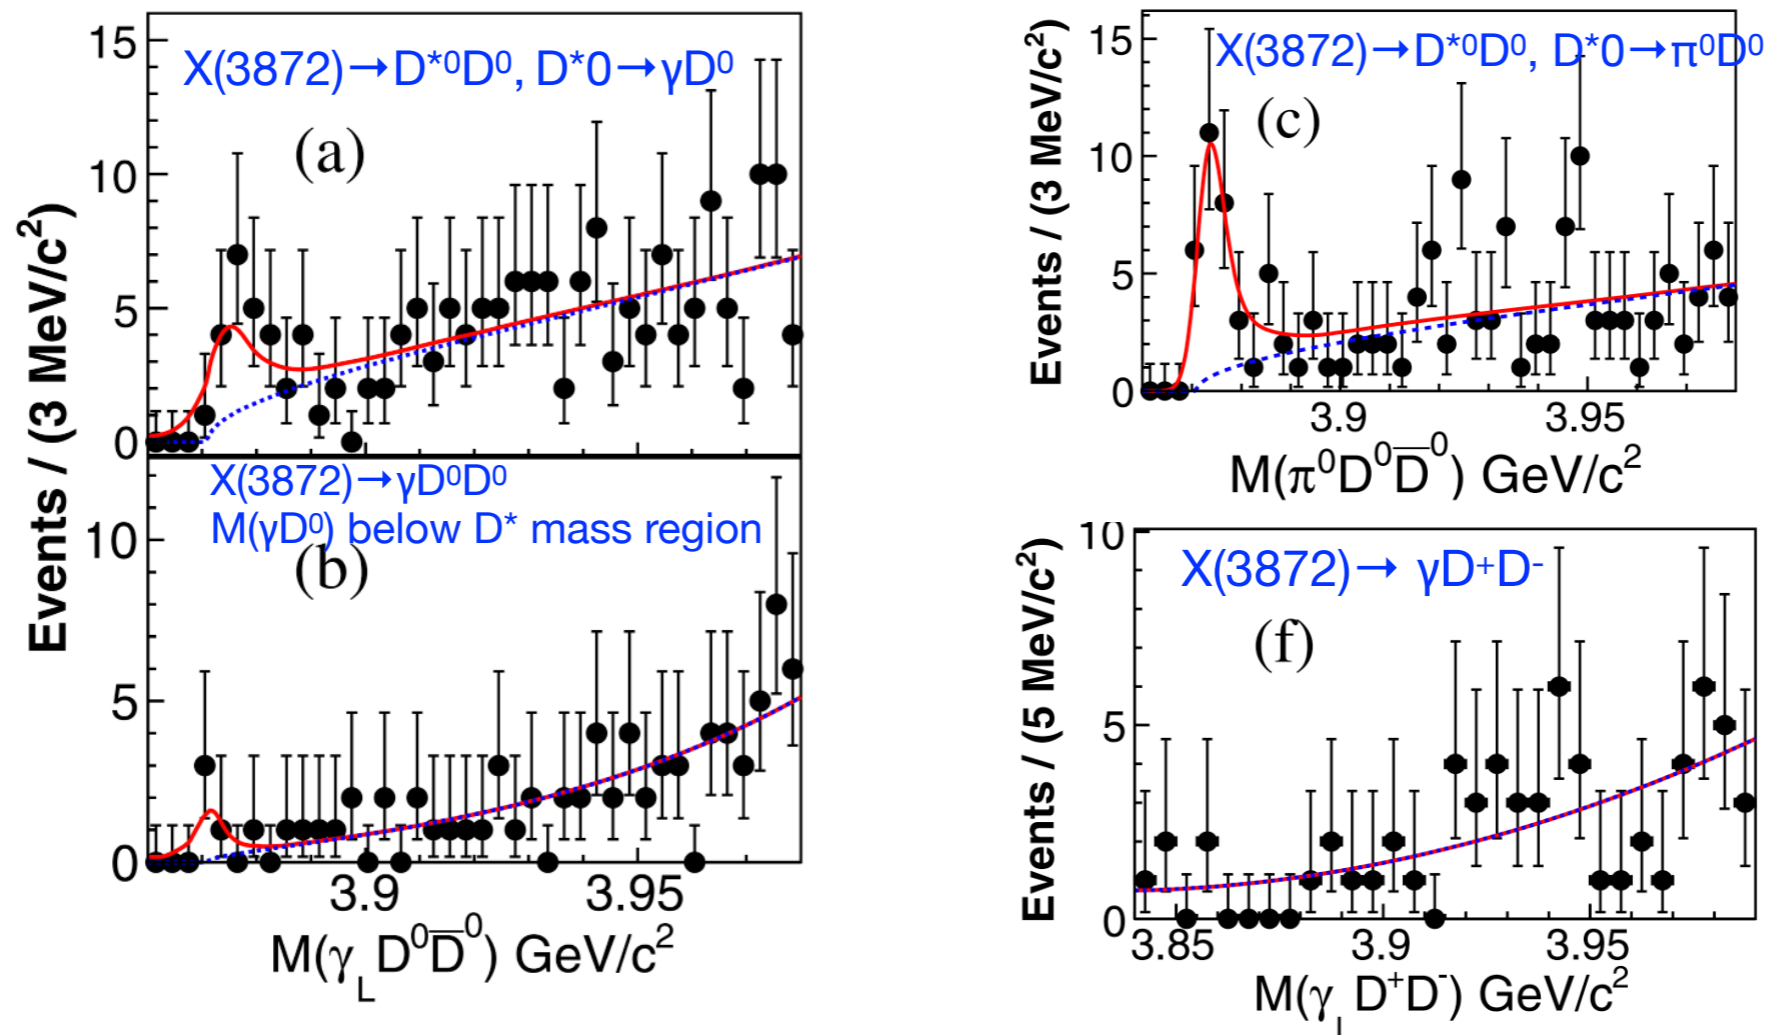 X(3872)→D*⁰D⁰, D*0→γD⁰
(a)
15
10
5
0
Events / (3 MeV/c²)
X(3872)→γD⁰D⁰
M(γD⁰) below D* mass region
(b)
10
5
0
3.9 3.95
M(γ_L D⁰D̅⁰) GeV/c²
X(3872)→D*⁰D⁰, D*0→π⁰D⁰
(c)
15
10
5
0
Events / (3 MeV/c²)
3.9 3.95
M(π⁰D⁰D̅⁰) GeV/c²
X(3872)→ γD⁺D⁻
(f)
10
5
0
Events / (5 MeV/c²)
3.85 3.9 3.95
M(γ_L D⁺D⁻) GeV/c²